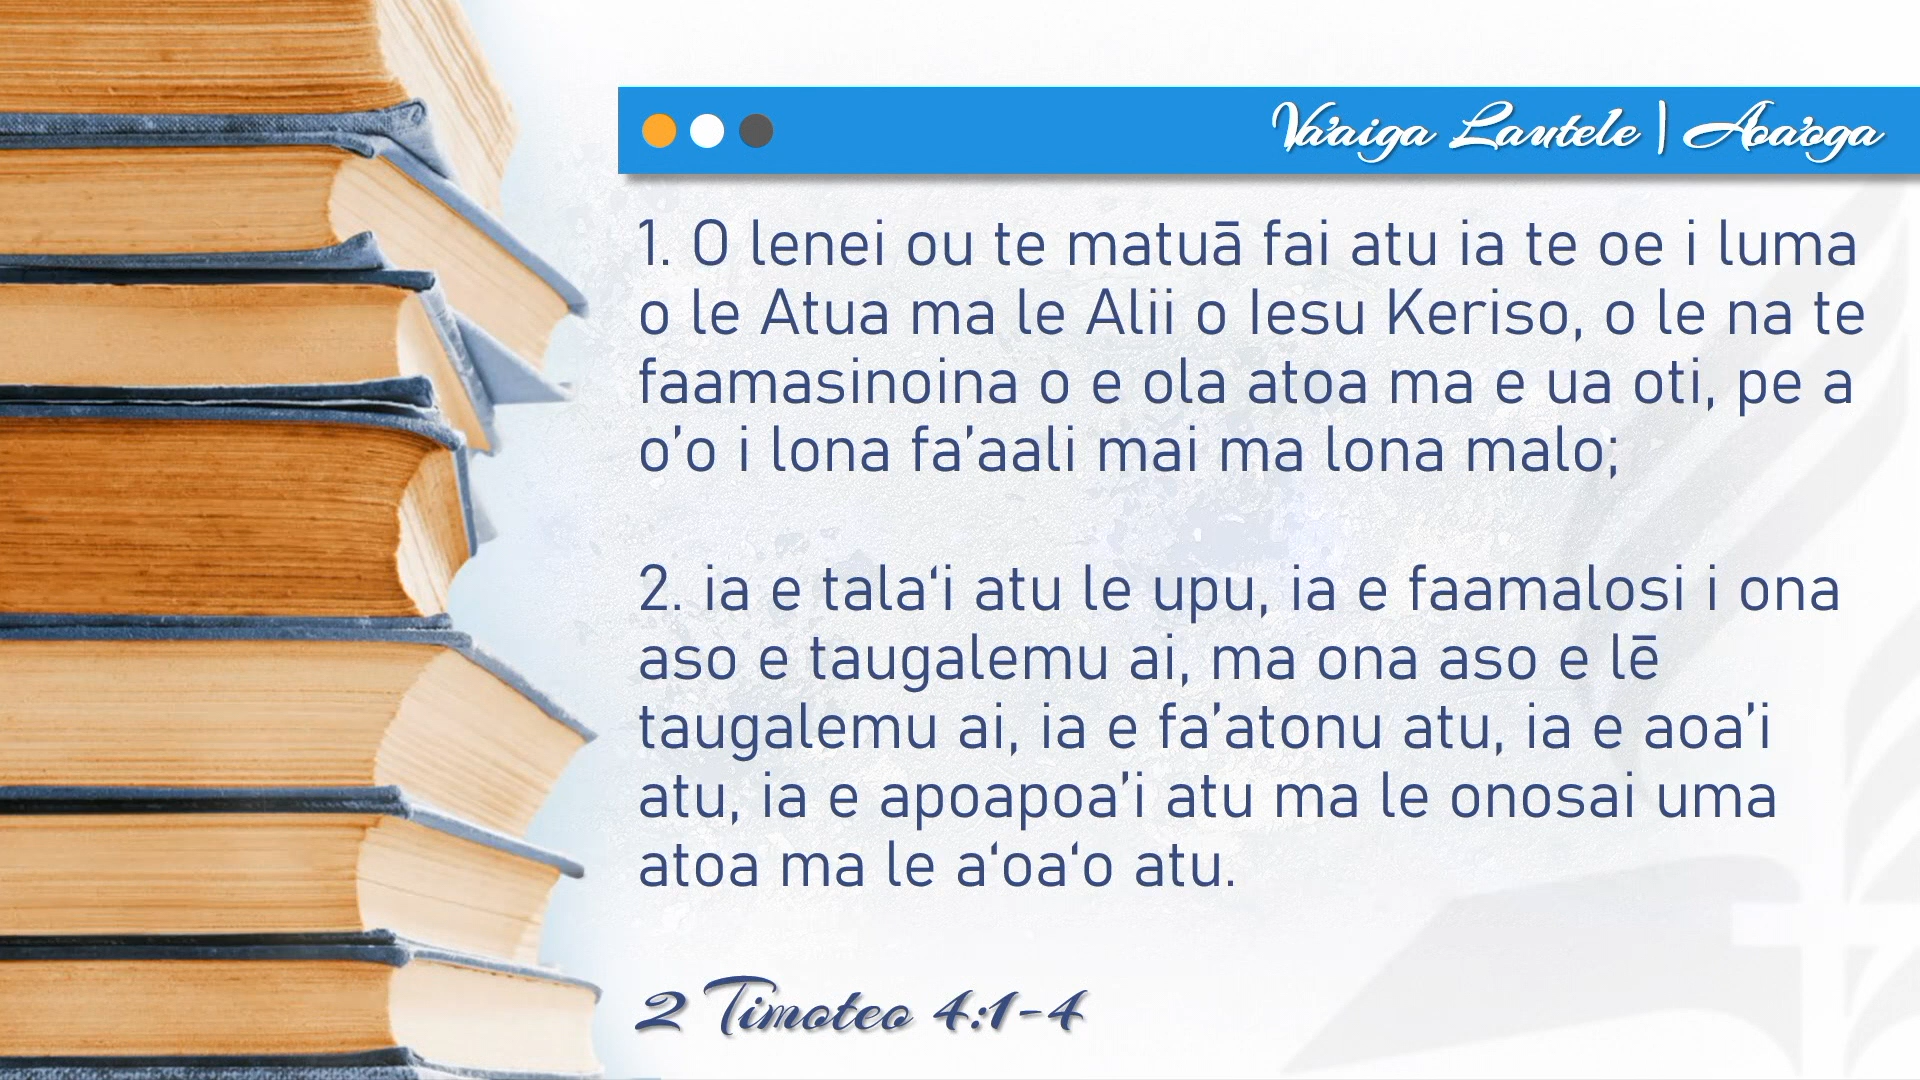 Va'aiga Lautele | Aoa'oga
1. O lenei ou te matuā fai atu ia te oe i luma
o le Atua ma le Alii o Iesu Keriso, o le na te
faamasinoina o e ola atoa ma e ua oti, pe a
o’o i lona fa’aali mai ma lona malo;
2. ia e tala‘i atu le upu, ia e faamalosi i ona
aso e taugalemu ai, ma ona aso e lē
taugalemu ai, ia e fa’atonu atu, ia e aoa’i
atu, ia e apoapoa’i atu ma le onosai uma
atoa ma le a‘oa‘o atu.
2 Timoteo 4:1-4